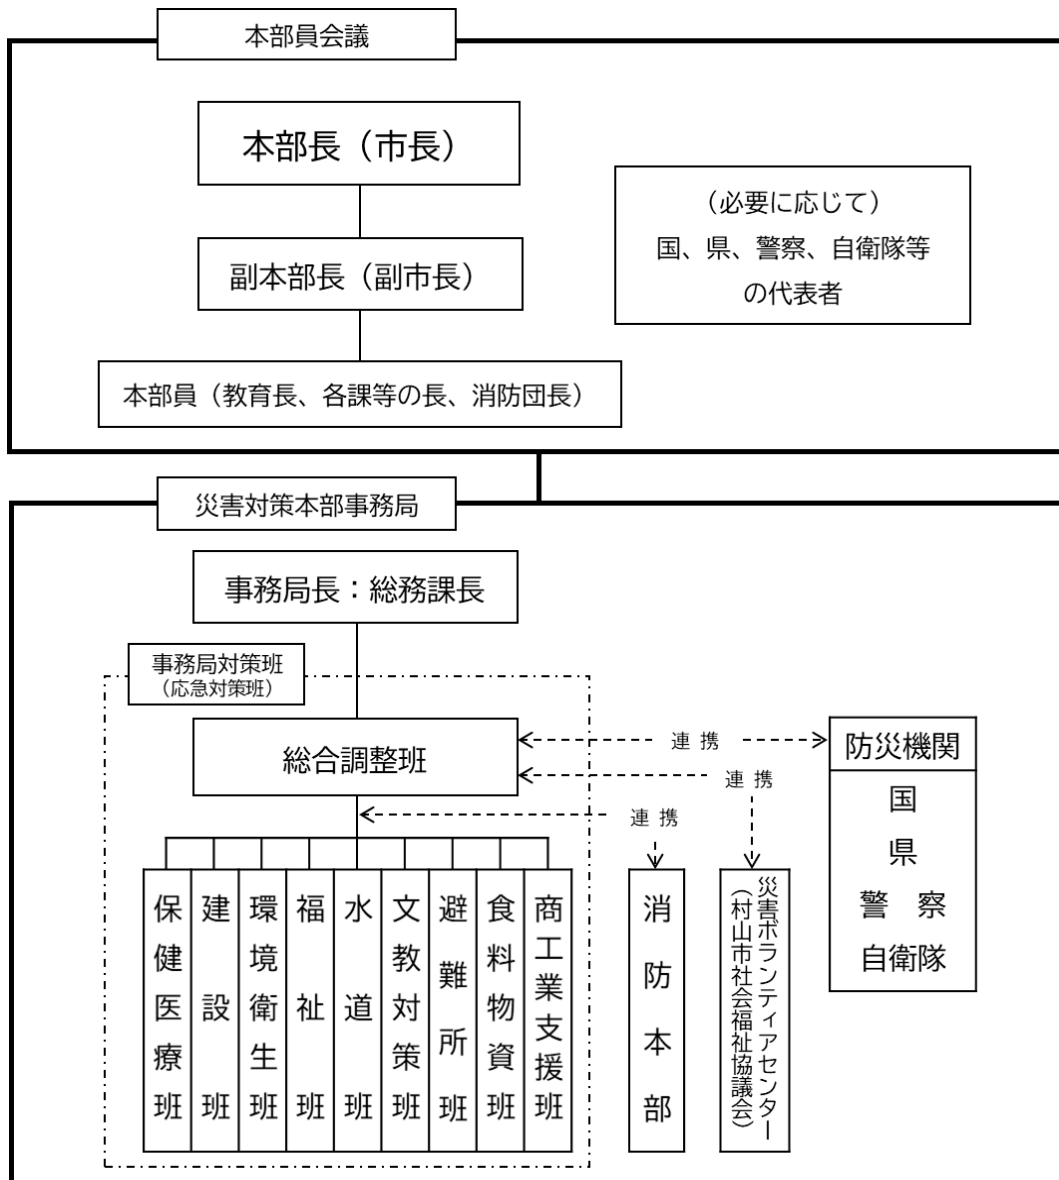 本部員会議
本部長（市長）
副本部長（副市長）
本部員（教育長、各課等の長、消防団長）
（必要に応じて）
国、県、警察、自衛隊等
の代表者
災害対策本部事務局
事務局長：総務課長
事務局対策班
（応急対策班）
総合調整班
連携
連携
連携
防災機関
国
県
警察
自衛隊
保健医療班
建設班
環境衛生班
福祉班
水道班
文教対策班
避難所班
食料物資班
商工業支援班
消防本部
災害ボランティアセンター
（村山市社会福祉協議会）